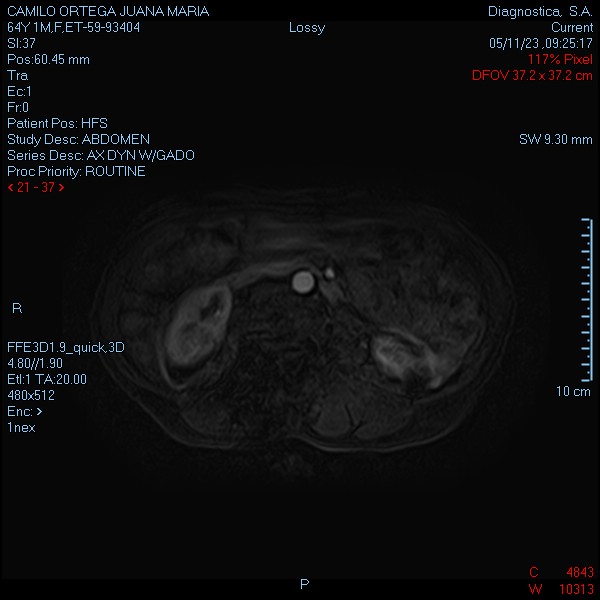 CAMILO ORTEGA JUANA MARIA
64Y 1M,F,ET-59-93404
SI:37
Pos:60.45 mm
Tra
Ec:1
Fr:0
Patient Pos: HFS
Study Desc: ABDOMEN
Series Desc: AX DYN W/GADO
Proc Priority: ROUTINE
< 21 - 37 >
Lossy
Diagnostica, S.A.
Current
05/11/23 ,09:25:17
117% Pixel
DFOV 37.2 x 37.2 cm
SW 9.30 mm
R
FFE3D1.9_quick,3D
4.80//1.90
Etl:1 TA:20.00
480x512
Enc: >
1nex
10 cm
P
C 4843
W 10313